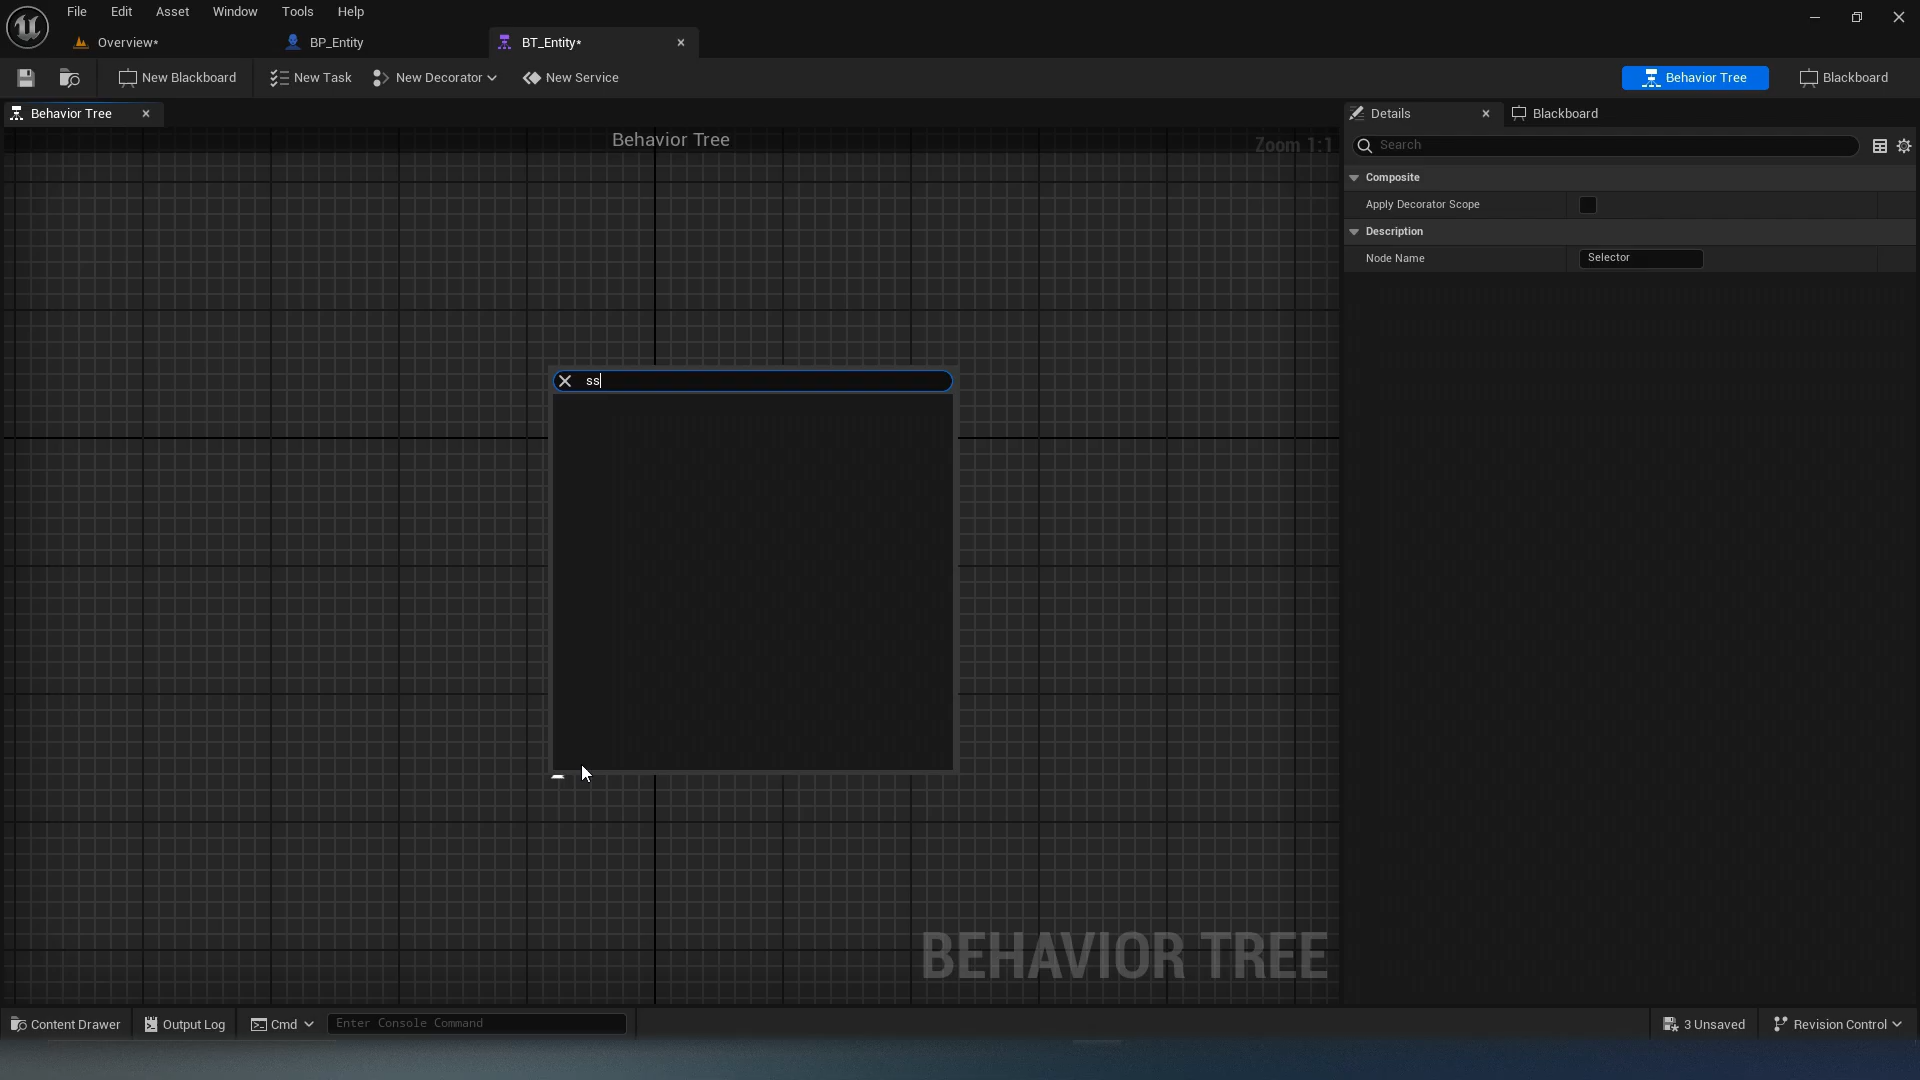 File Edit Asset Window Tools Help
Overview* BP_Entity BT_Entity*
New Blackboard New Task New Decorator New Service Behavior Tree Blackboard
Behavior Tree Details Blackboard
Behavior Tree
Zoom 1:1
Search
Composite
Apply Decorator Scope
Description
Node Name Selector
ss
BEHAVIOR TREE
Content Drawer Output Log Cmd Enter Console Command 3 Unsaved Revision Control